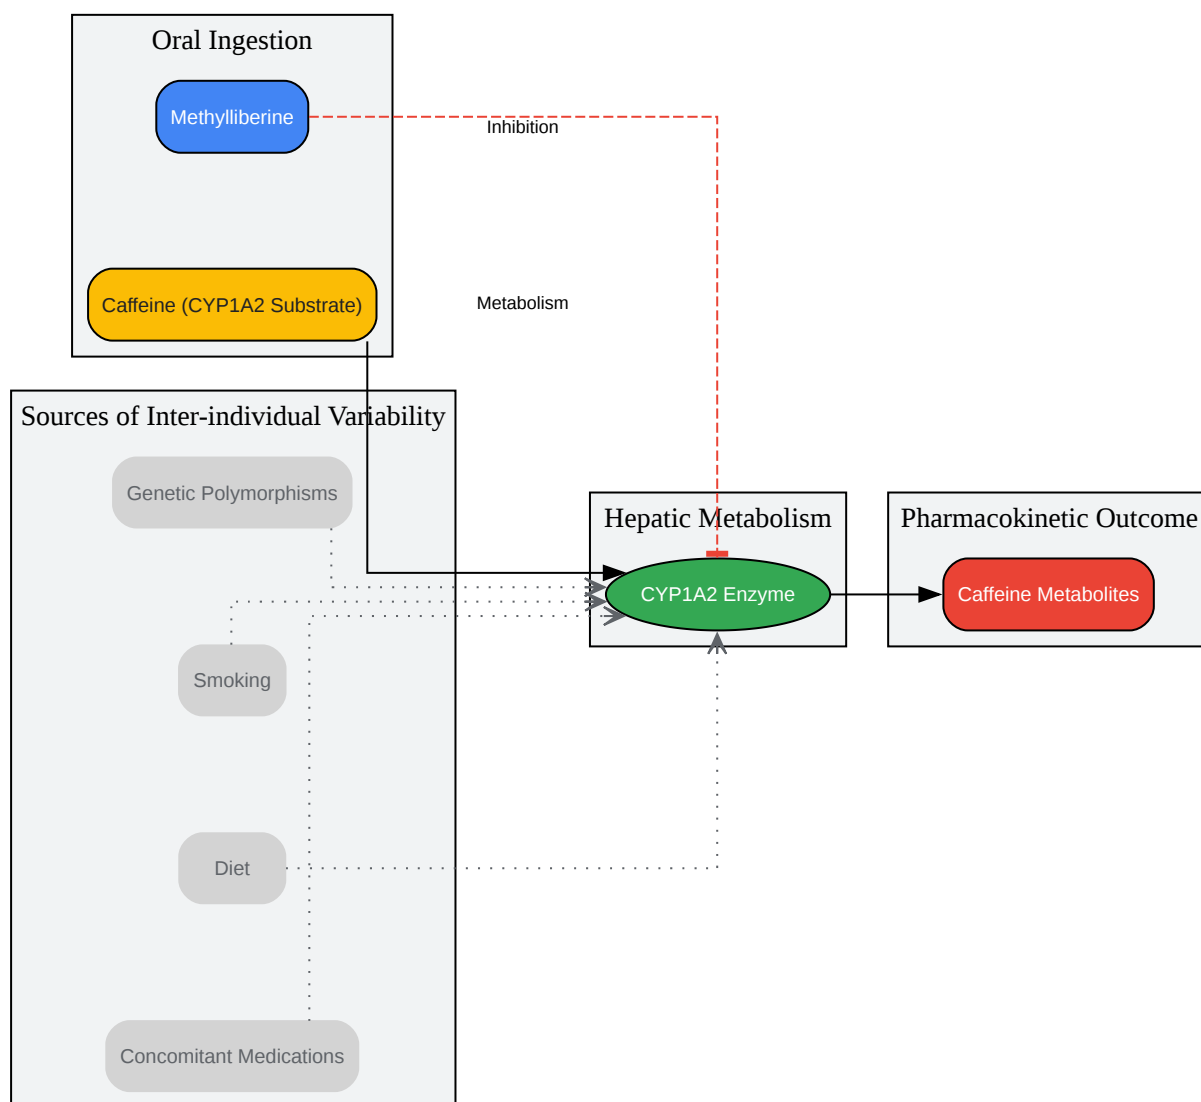 Oral Ingestion
Methylliberine
Inhibition
Caffeine (CYP1A2 Substrate)
Metabolism
Sources of Inter-individual Variability
Genetic Polymorphisms
Smoking
Diet
Concomitant Medications
Hepatic Metabolism
CYP1A2 Enzyme
Pharmacokinetic Outcome
Caffeine Metabolites